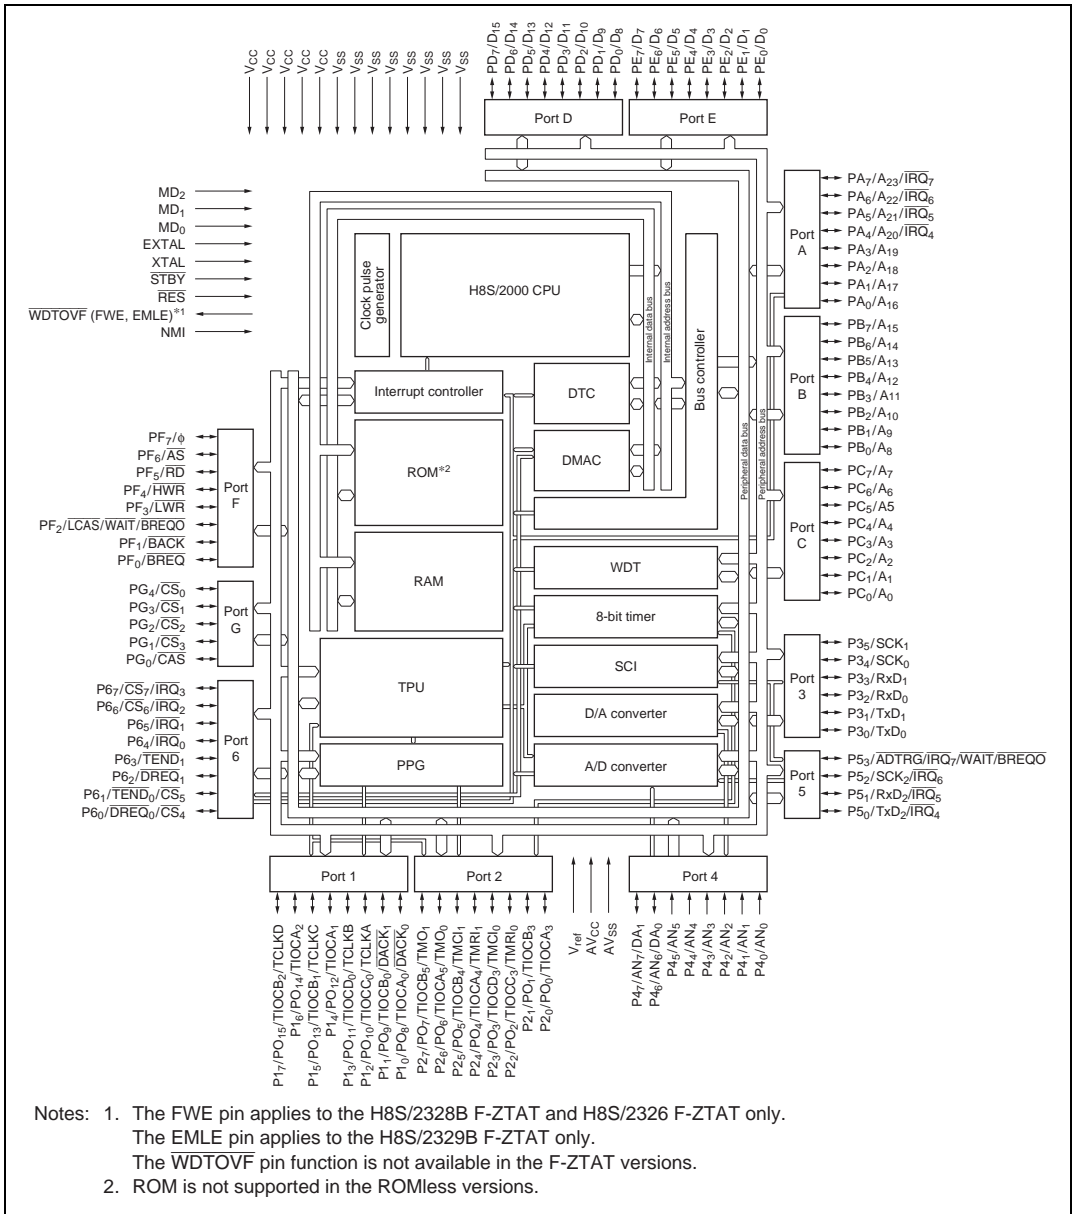 VCC
VCC
VCC
VCC
VCC
VSS
VSS
VSS
VSS
VSS
VSS
VSS
VSS
PD7/D15
PD6/D14
PD5/D13
PD4/D12
PD3/D11
PD2/D10
PD1/D9
PD0/D8
PE7/D7
PE6/D6
PE5/D5
PE4/D4
PE3/D3
PE2/D2
PE1/D1
PE0/D0
Port D
Port E
MD2
MD1
MD0
EXTAL
XTAL
STBY
RES
WDTOVF (FWE, EMLE)*1
NMI
Clock pulse
generator
H8S/2000 CPU
Internal data bus
Internal address bus
Bus controller
Peripheral data bus
Peripheral address bus
Port
A
PA7/A23/IRQ7
PA6/A22/IRQ6
PA5/A21/IRQ5
PA4/A20/IRQ4
PA3/A19
PA2/A18
PA1/A17
PA0/A16
Port
B
PB7/A15
PB6/A14
PB5/A13
PB4/A12
PB3/A11
PB2/A10
PB1/A9
PB0/A8
Interrupt controller
DTC
ROM*2
DMAC
PF7/φ
PF6/AS
PF5/RD
PF4/HWR
PF3/LWR
PF2/LCAS/WAIT/BREQO
PF1/BACK
PF0/BREQ
Port
F
Port
C
PC7/A7
PC6/A6
PC5/A5
PC4/A4
PC3/A3
PC2/A2
PC1/A1
PC0/A0
RAM
WDT
8-bit timer
PG4/CS0
PG3/CS1
PG2/CS2
PG1/CS3
PG0/CAS
Port
G
TPU
SCI
D/A converter
PPG
A/D converter
P67/CS7/IRQ3
P66/CS6/IRQ2
P65/IRQ1
P64/IRQ0
P63/TEND1
P62/DREQ1
P61/TEND0/CS5
P60/DREQ0/CS4
Port
6
Port
3
P35/SCK1
P34/SCK0
P33/RxD1
P32/RxD0
P31/TxD1
P30/TxD0
Port
5
P53/ADTRG/IRQ7/WAIT/BREQO
P52/SCK2/IRQ6
P51/RxD2/IRQ5
P50/TxD2/IRQ4
Port 1
Port 2
Port 4
P17/PO15/TIOCB2/TCLKD
P16/PO14/TIOCA2
P15/PO13/TIOCB1/TCLKC
P14/PO12/TIOCA1
P13/PO11/TIOCD0/TCLKB
P12/PO10/TIOCC0/TCLKA
P11/PO9/TIOCB0/DACK1
P10/PO8/TIOCA0/DACK0
P27/PO7/TIOCB5/TMO1
P26/PO6/TIOCA5/TMO0
P25/PO5/TIOCB4/TMCI1
P24/PO4/TIOCA4/TMRI1
P23/PO3/TIOCD3/TMCI0
P22/PO2/TIOCC3/TMRI0
P21/PO1/TIOCB3
P20/PO0/TIOCA3
Vref
AVCC
AVSS
P47/AN7/DA1
P46/AN6/DA0
P45/AN5
P44/AN4
P43/AN3
P42/AN2
P41/AN1
P40/AN0
Notes: 1. The FWE pin applies to the H8S/2328B F-ZTAT and H8S/2326 F-ZTAT only.
The EMLE pin applies to the H8S/2329B F-ZTAT only.
The WDTOVF pin function is not available in the F-ZTAT versions.
2. ROM is not supported in the ROMless versions.